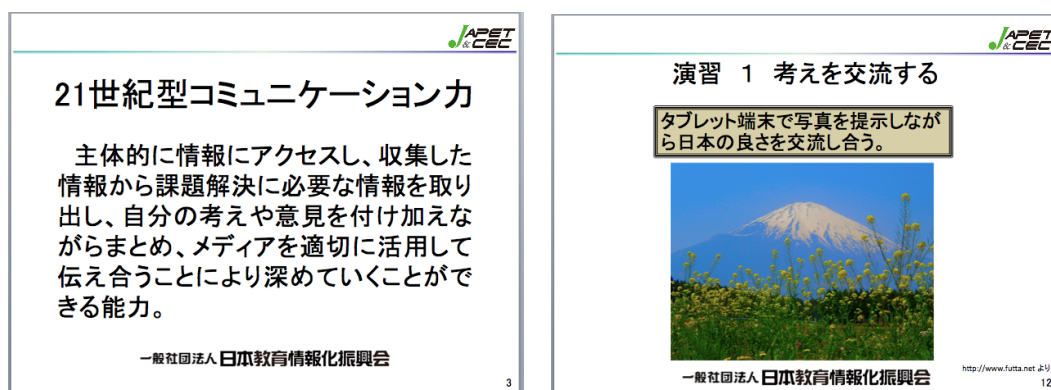 JAPET
&CEC
21世紀型コミュニケーション力
主体的に情報にアクセスし、収集した
情報から課題解決に必要な情報を取り
出し、自分の考えや意見を付け加えな
がらまとめ、メディアを適切に活用して
伝え合うことにより深めていくことがで
きる能力。
一般社団法人 日本教育情報化振興会
3
JAPET
&CEC
演習 1 考えを交流する
タブレット端末で写真を提示しなが
ら日本の良さを交流し合う。
http://www.futta.net より
一般社団法人 日本教育情報化振興会
12